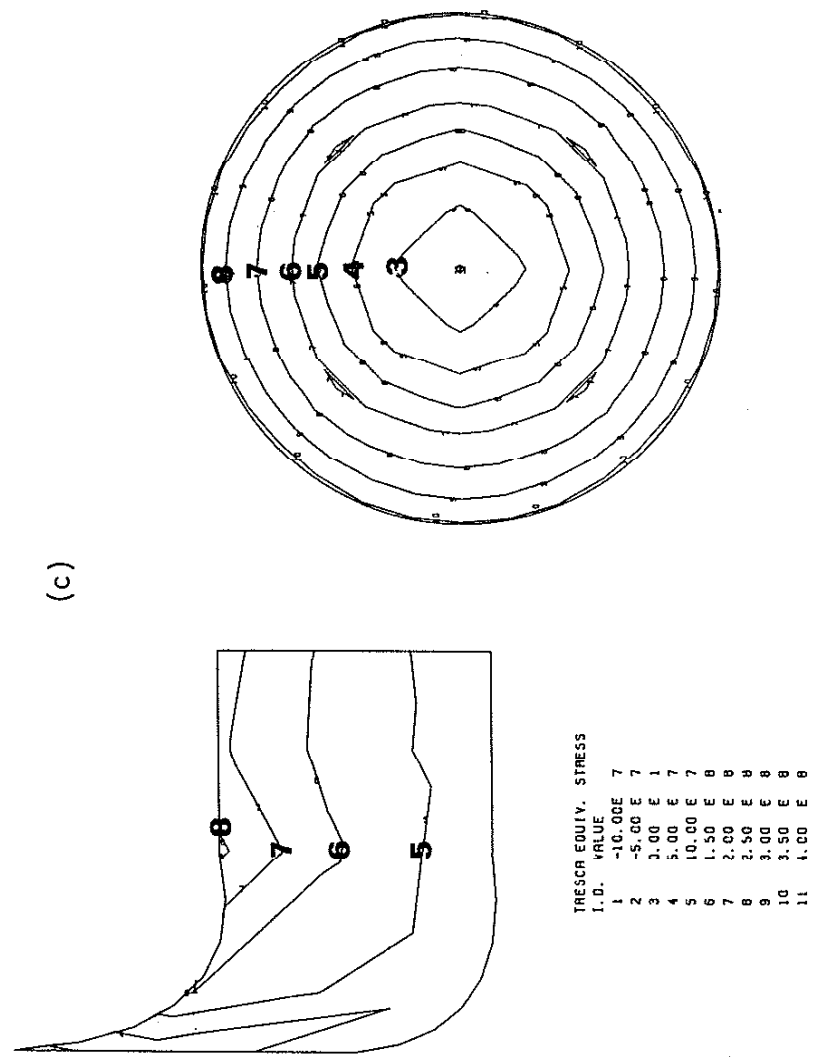 (c)
8
7
6
5
4
3
8
7
6
5
TRESCA EQUIV. STRESS
I.D. VALUE
1 -10.00E 7
2 -5.00 E 7
3 0.00 E 1
4 5.00 E 7
5 10.00 E 7
6 1.50 E 8
7 2.00 E 8
8 2.50 E 8
9 3.00 E 8
10 3.50 E 8
11 4.00 E 8